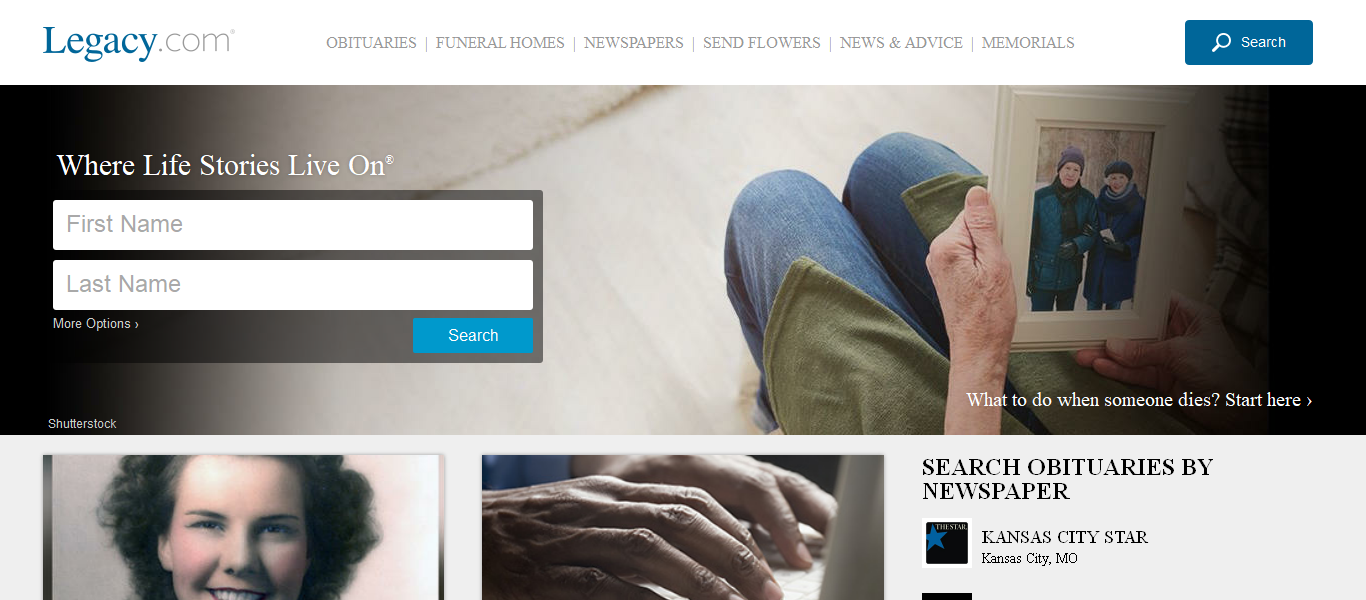 Legacy.com®
OBITUARIES | FUNERAL HOMES | NEWSPAPERS | SEND FLOWERS | NEWS & ADVICE | MEMORIALS
Search
Where Life Stories Live On®
First Name
Last Name
More Options ›
Search
What to do when someone dies? Start here ›
Shutterstock
SEARCH OBITUARIES BY
NEWSPAPER
THE STAR
KANSAS CITY STAR
Kansas City, MO